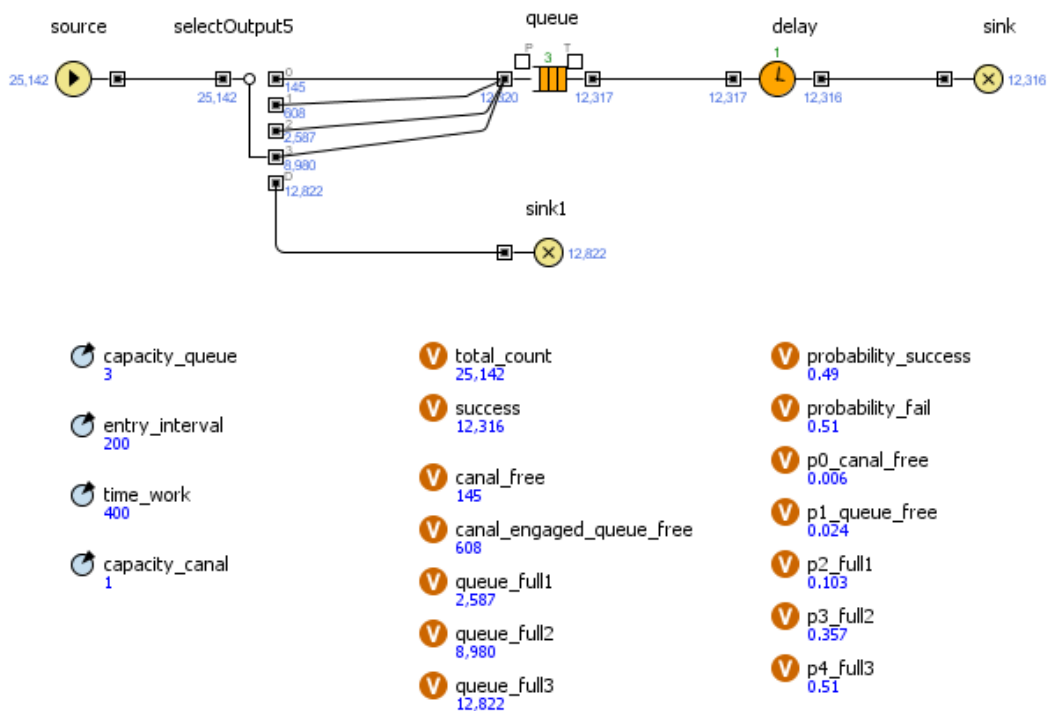 source
selectOutput5
queue
delay
sink
P
T
3
1
25,142
25,142
0
145
1
608
2
2,587
3
8,980
D
12,822
12,320
12,317
12,317
12,316
12,316
sink1
12,822
capacity_queue
3
entry_interval
200
time_work
400
capacity_canal
1
V total_count
25,142
V success
12,316
V canal_free
145
V canal_engaged_queue_free
608
V queue_full1
2,587
V queue_full2
8,980
V queue_full3
12,822
V probability_success
0.49
V probability_fail
0.51
V p0_canal_free
0.006
V p1_queue_free
0.024
V p2_full1
0.103
V p3_full2
0.357
V p4_full3
0.51